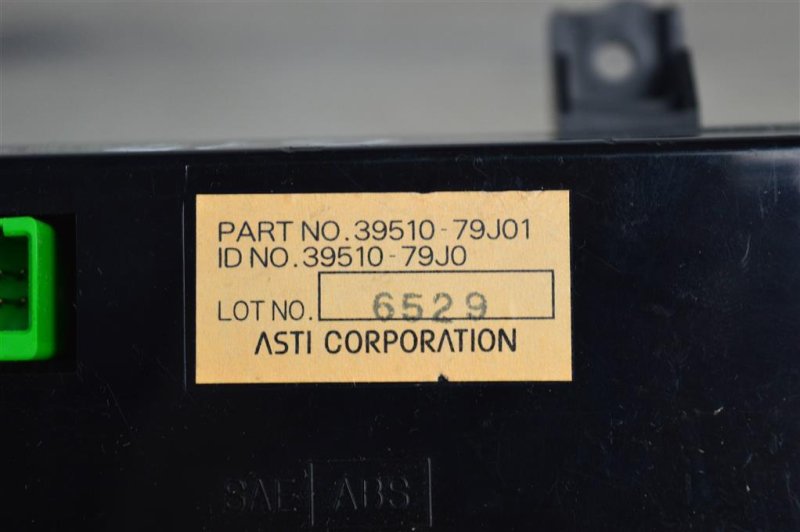 PART NO.39510-79J01
ID NO.39510-79J0
LOT NO. 6529
ASTI CORPORATION
SAE ABS